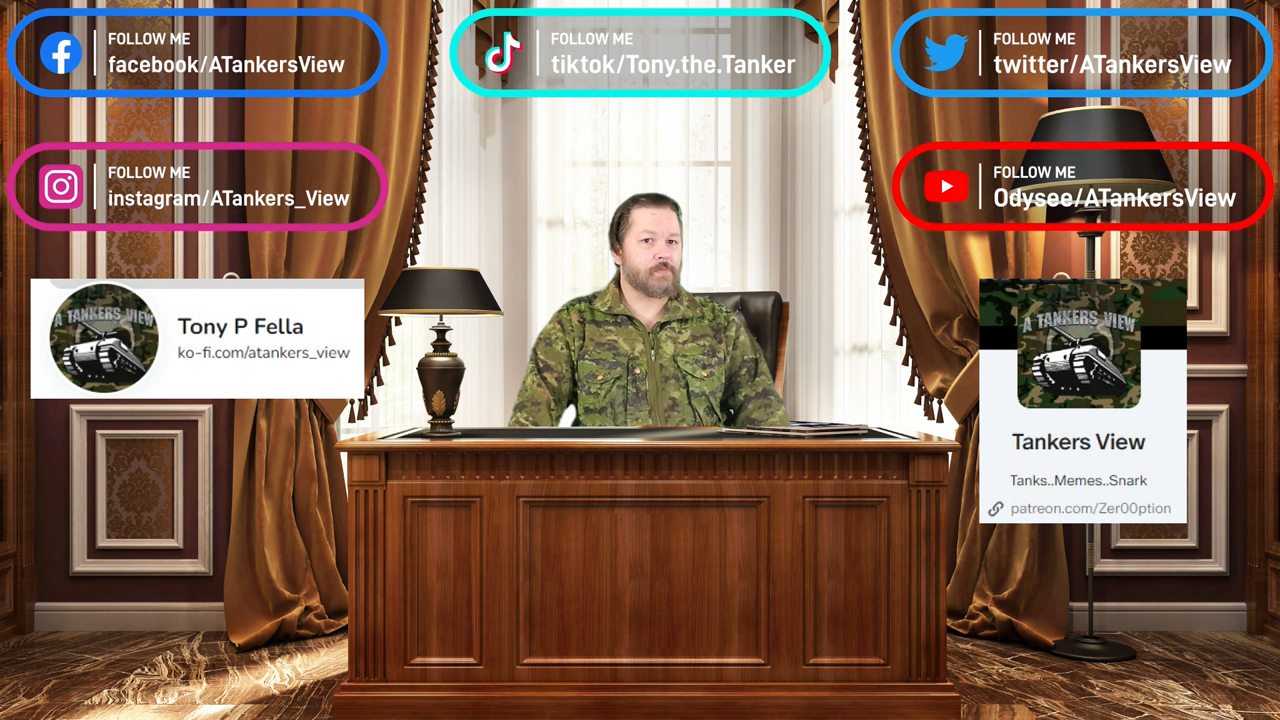 FOLLOW ME
facebook/ATankersView
FOLLOW ME
tiktok/Tony.the.Tanker
FOLLOW ME
twitter/ATankersView
FOLLOW ME
instagram/ATankers_View
FOLLOW ME
Odysee/ATankersView
A TANKERS VIEW
Tony P Fella
ko-fi.com/atankers_view
A TANKERS VIEW
Tankers View
Tanks..Memes..Snark
patreon.com/Zer00ption